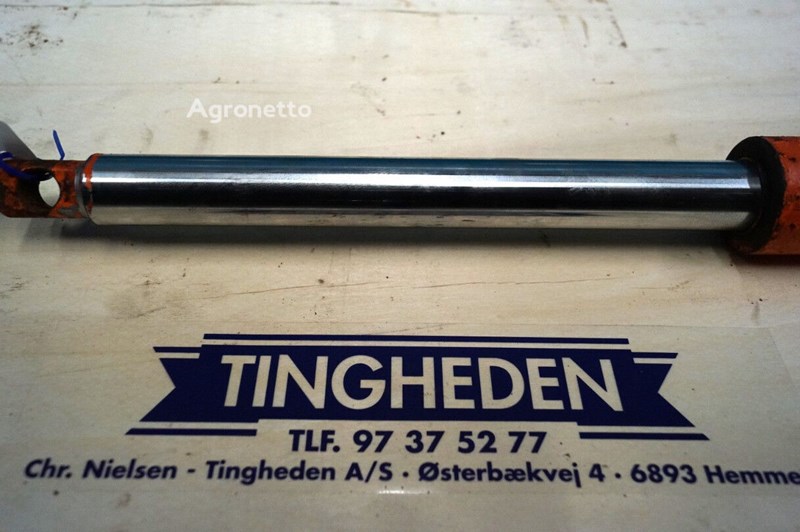 Agronetto
TINGHEDEN
TLF. 97 37 52 77
Chr. Nielsen - Tingheden A/S · Østerbækvej 4 · 6893 Hemme